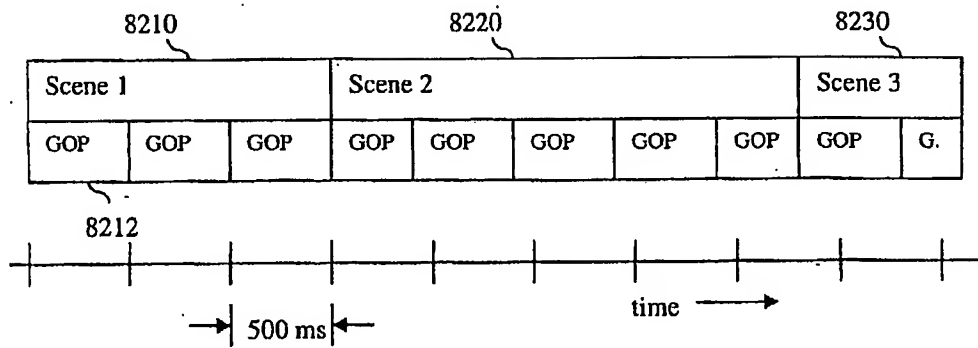 8210 8220 8230
Scene 1 Scene 2 Scene 3
GOP GOP GOP GOP GOP GOP GOP GOP GOP G.
8212
time
500 ms